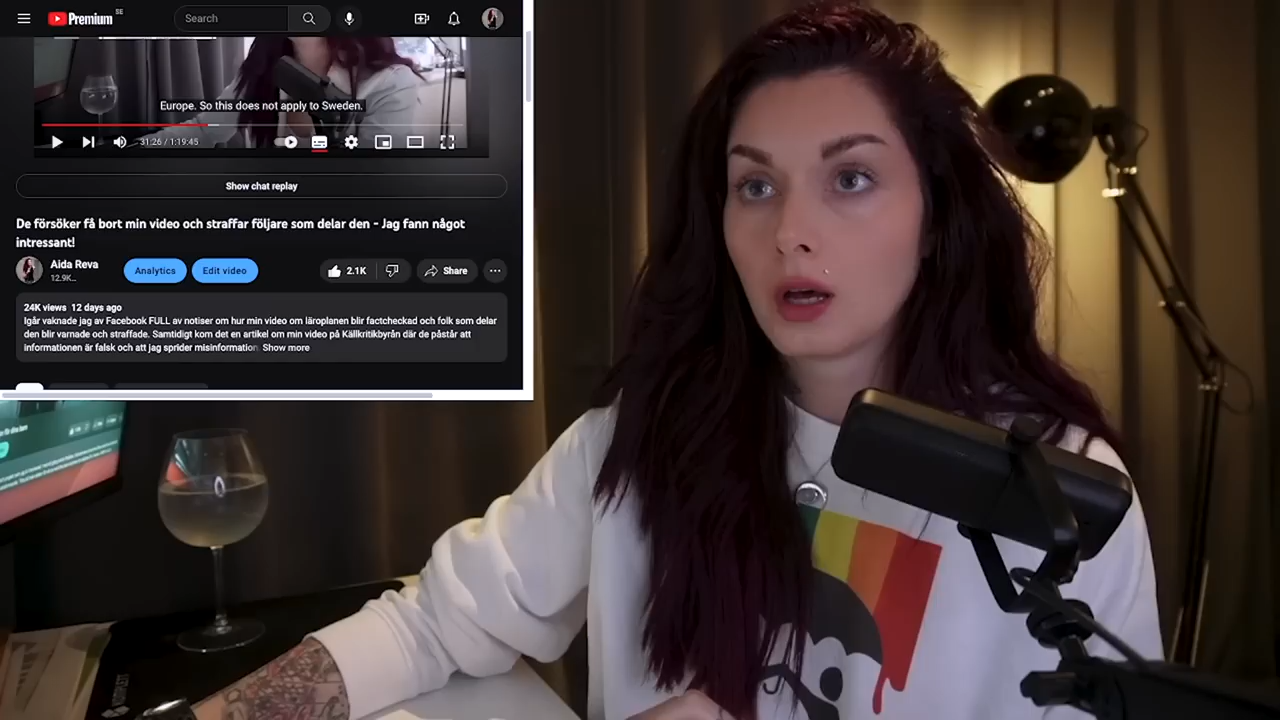 Premium SE
Search
Europe. So this does not apply to Sweden.
31:26 / 1:19:45
Show chat replay
De försöker få bort min video och straffar följare som delar den - Jag fann något
intressant!
Aida Reva
12.9K...
Analytics
Edit video
2.1K
Share
24K views 12 days ago
Igår vaknade jag av Facebook FULL av notiser om hur min video om läroplanen blir factcheckad och folk som delar
den blir varnade och straffade. Samtidigt kom det en artikel om min video på Källkritikbyrån där de påstår att
informationen är falsk och att jag sprider misinformation Show more
KOMPLETT